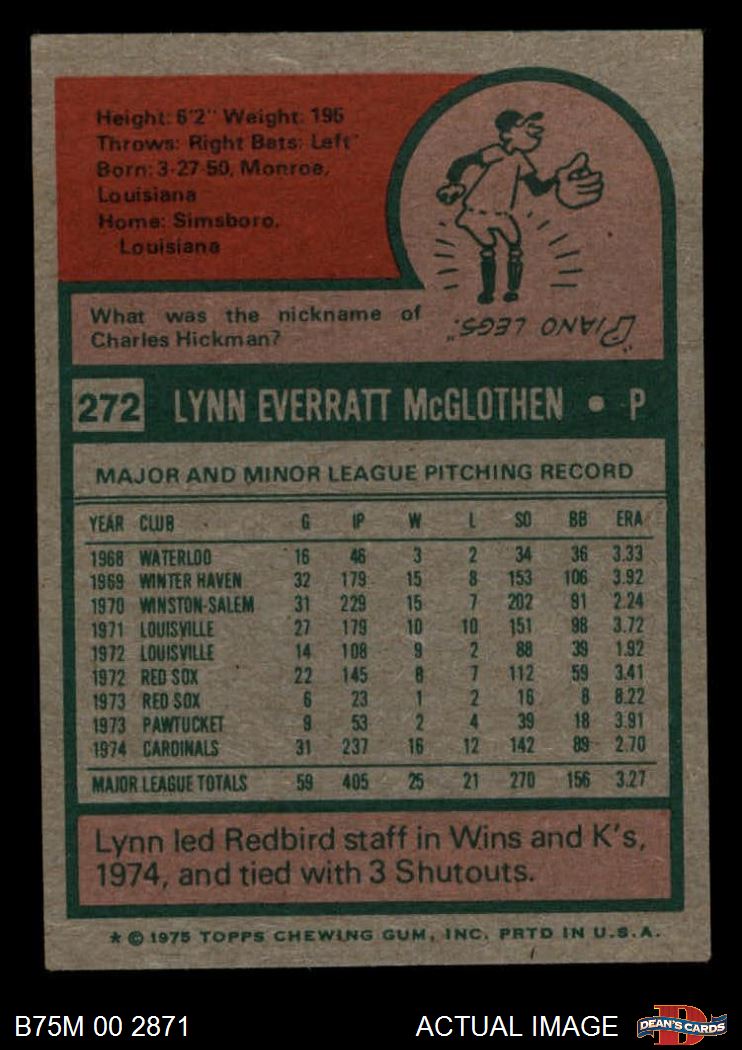 Height: 6'2" Weight: 195
Throws: Right Bats: Left
Born: 3-27-50, Monroe,
Louisiana
Home: Simsboro,
Louisiana
What was the nickname of
Charles Hickman?
"PIANO LEGS."
272 LYNN EVERRATT McGLOTHEN • P
MAJOR AND MINOR LEAGUE PITCHING RECORD
YEAR CLUB G IP W L SO BB ERA
1968 WATERLOO 16 46 3 2 34 36 3.33
1969 WINTER HAVEN 32 179 15 8 153 106 3.92
1970 WINSTON-SALEM 31 229 15 7 202 91 2.24
1971 LOUISVILLE 27 179 10 10 151 98 3.72
1972 LOUISVILLE 14 108 9 2 88 39 1.92
1972 RED SOX 22 145 8 7 112 59 3.41
1973 RED SOX 6 23 1 2 16 8 8.22
1973 PAWTUCKET 9 53 2 4 39 18 3.91
1974 CARDINALS 31 237 16 12 142 89 2.70
MAJOR LEAGUE TOTALS 59 405 25 21 270 156 3.27
Lynn led Redbird staff in Wins and K's,
1974, and tied with 3 Shutouts.
* © 1975 TOPPS CHEWING GUM, INC. PRTD IN U.S.A.
B75M 00 2871 ACTUAL IMAGE DEAN'S CARDS